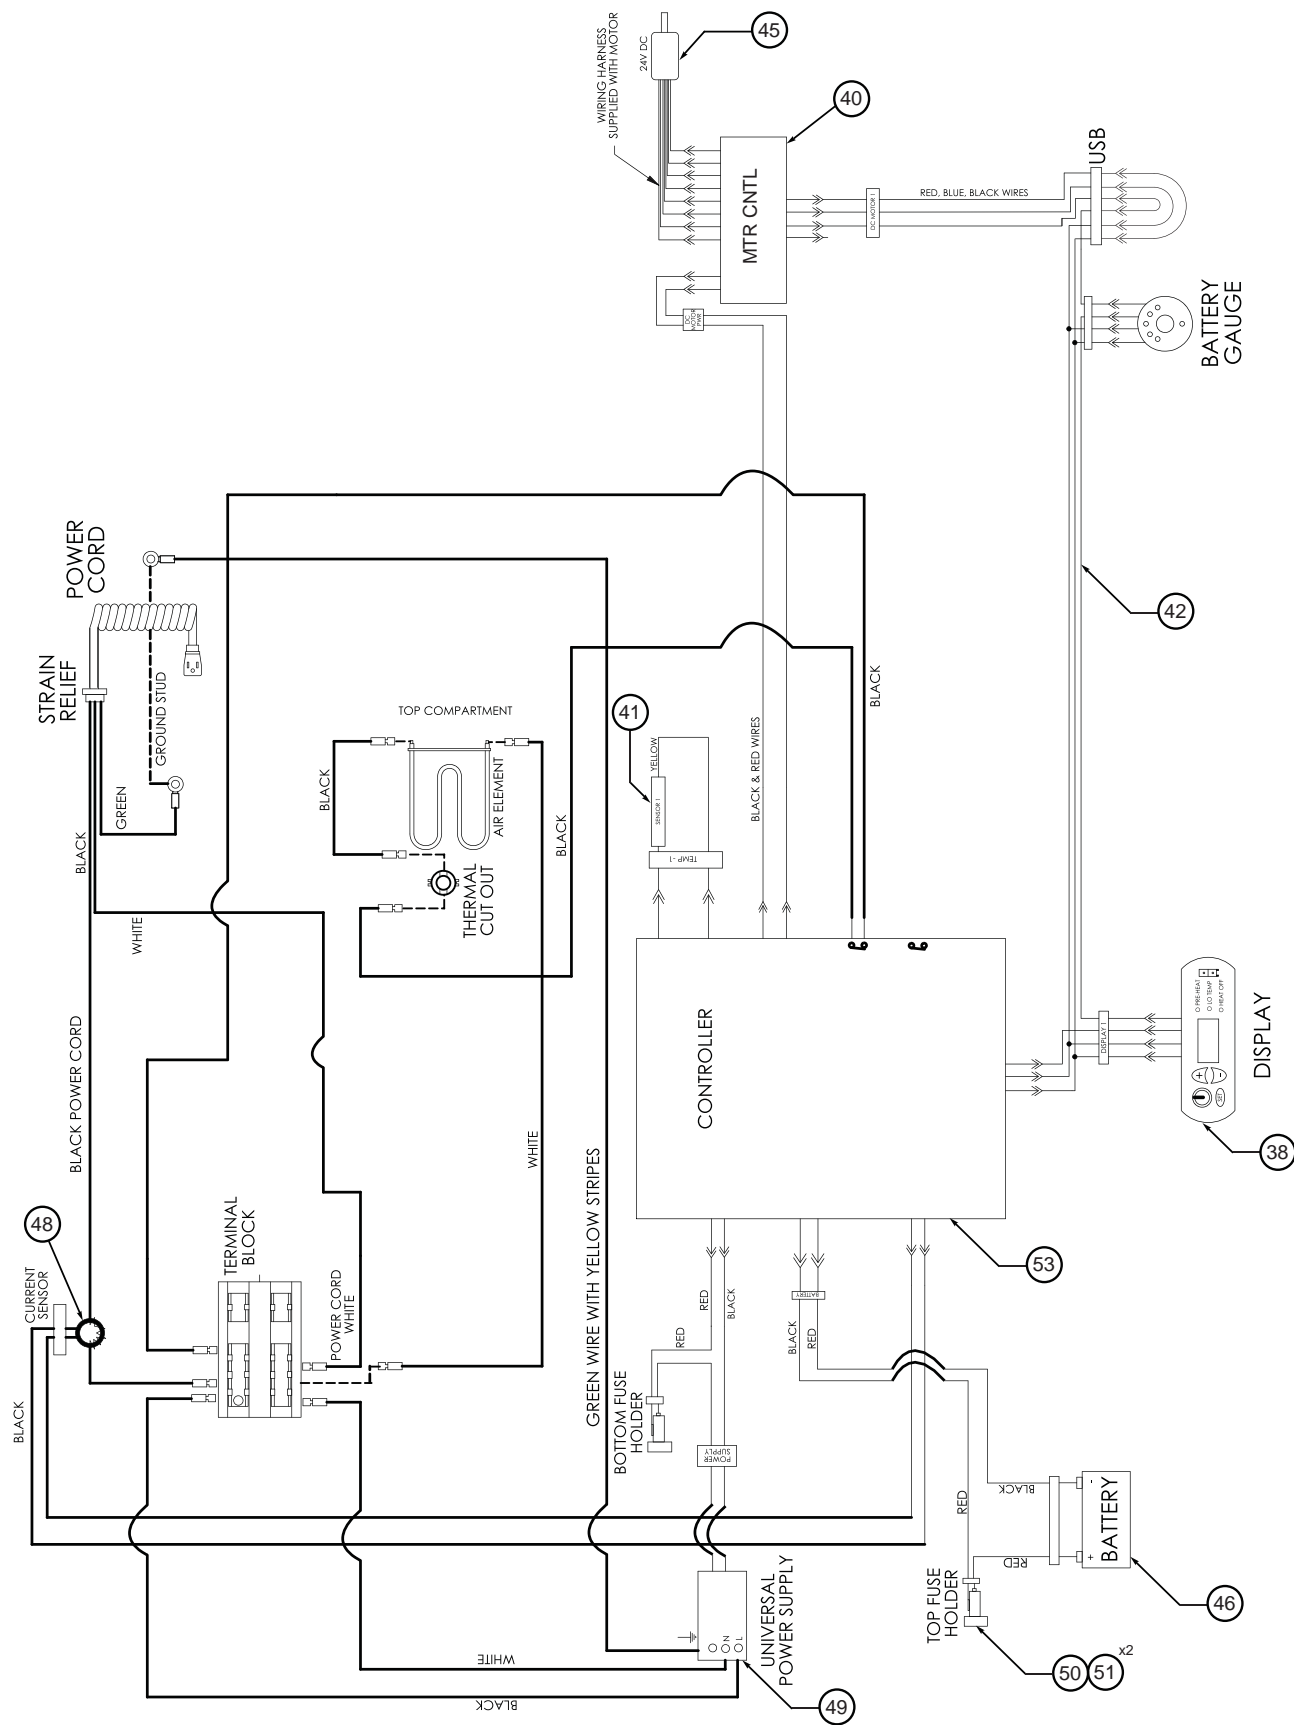 45
24V DC
WIRING HARNESS
SUPPLIED WITH MOTOR
40
MTR CNTL
DC MOTOR 1
RED, BLUE, BLACK WIRES
USB
DC
MOTOR
PWR
BATTERY
GAUGE
POWER
CORD
STRAIN
RELIEF
GROUND STUD
GREEN
BLACK
WHITE
TOP COMPARTMENT
BLACK
AIR ELEMENT
THERMAL
CUT OUT
BLACK
41
YELLOW
SENSOR 1
TEMP - 1
BLACK & RED WIRES
BLACK
42
BLACK POWER CORD
48
CURRENT
SENSOR
TERMINAL
BLOCK
POWER CORD
WHITE
WHITE
BLACK
GREEN WIRE WITH YELLOW STRIPES
CONTROLLER
53
DISPLAY 1
PRE-HEAT
LO TEMP
HEAT OFF
+
-
SET
DISPLAY
38
RED
BLACK
RED
BOTTOM FUSE
HOLDER
POWER
SUPPLY
BATTERY
BLACK
RED
RED
BLACK
RED
BATTERY
+
-
46
TOP FUSE
HOLDER
50
51
x2
UNIVERSAL
POWER SUPPLY
N
L
49
WHITE
BLACK